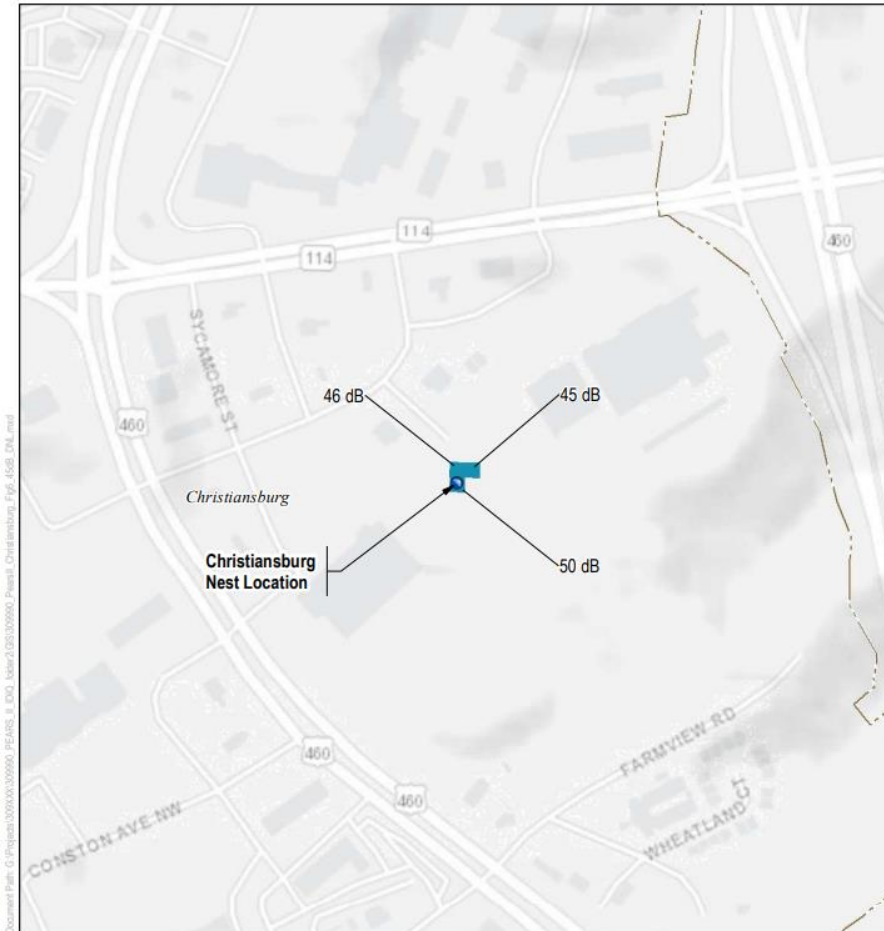 114
114
460
SYCAMORE ST
46 dB
45 dB
460
Christiansburg
Christiansburg
Nest Location
50 dB
FARMVIEW RD
460
460
WHEATLAND CT
CONSTON AVE NW